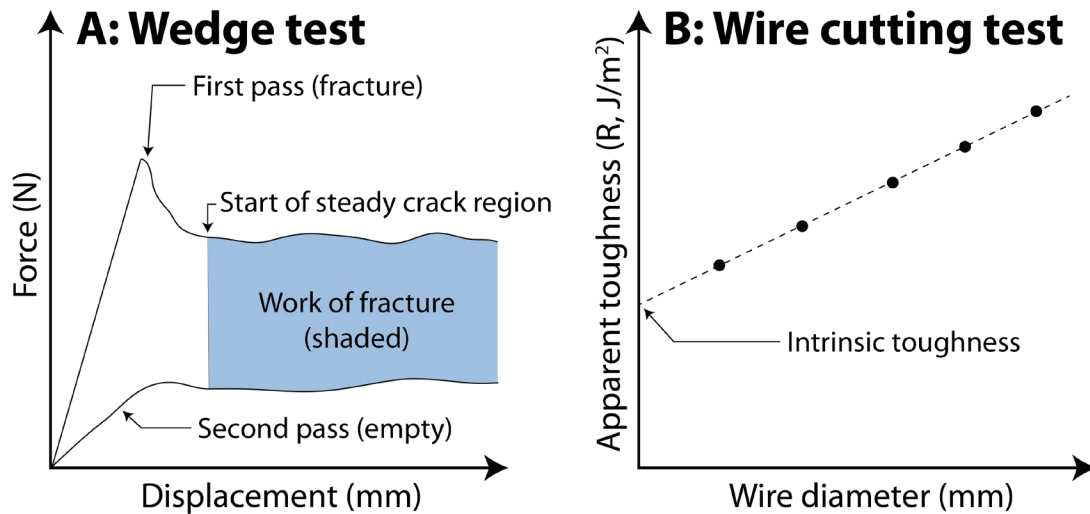 A: Wedge test
First pass (fracture)
Start of steady crack region
Work of fracture
(shaded)
Second pass (empty)
Force (N)
Displacement (mm)
B: Wire cutting test
Apparent toughness (R, J/m²)
Intrinsic toughness
Wire diameter (mm)